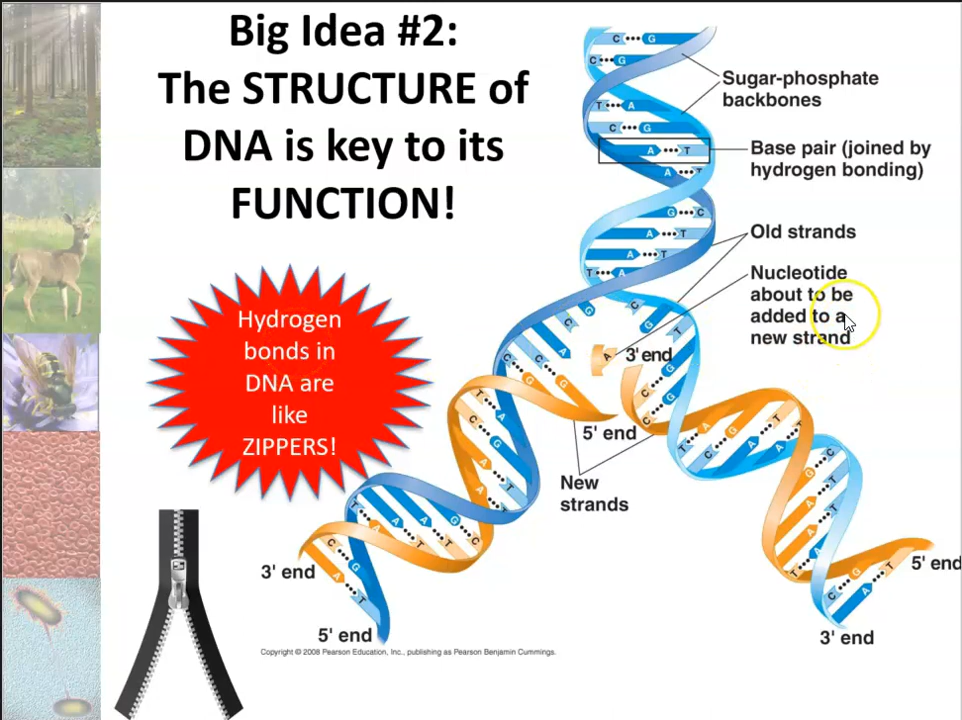 Big Idea #2:
The STRUCTURE of
DNA is key to its
FUNCTION!
Hydrogen
bonds in
DNA are
like
ZIPPERS!
Sugar-phosphate
backbones
Base pair (joined by
hydrogen bonding)
Old strands
Nucleotide
about to be
added to a
new strand
C G
C G
T A
C G
A T
A T
G C
A T
A T
T A
A
3' end
5' end
New
strands
3' end
5' end
5' end
3' end
Copyright © 2008 Pearson Education, Inc., publishing as Pearson Benjamin Cummings.